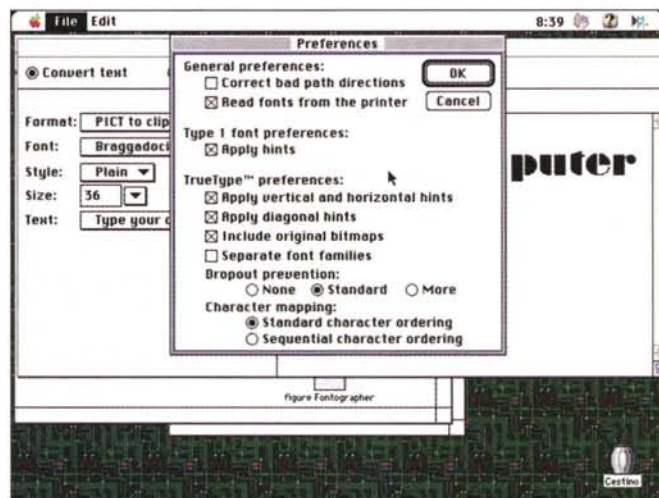 File Edit 8:39
Preferences
Convert text
Format: PICT to clip
Font: Braggadoci
Style: Plain
Size: 36
Text: Type your c
General preferences:
Correct bad path directions
Read fonts from the printer
OK
Cancel
Type 1 font preferences:
Apply hints
TrueType™ preferences:
Apply vertical and horizontal hints
Apply diagonal hints
Include original bitmaps
Separate font families
Dropout prevention:
None Standard More
Character mapping:
Standard character ordering
Sequential character ordering
puter
figure Fontographer
Cestino